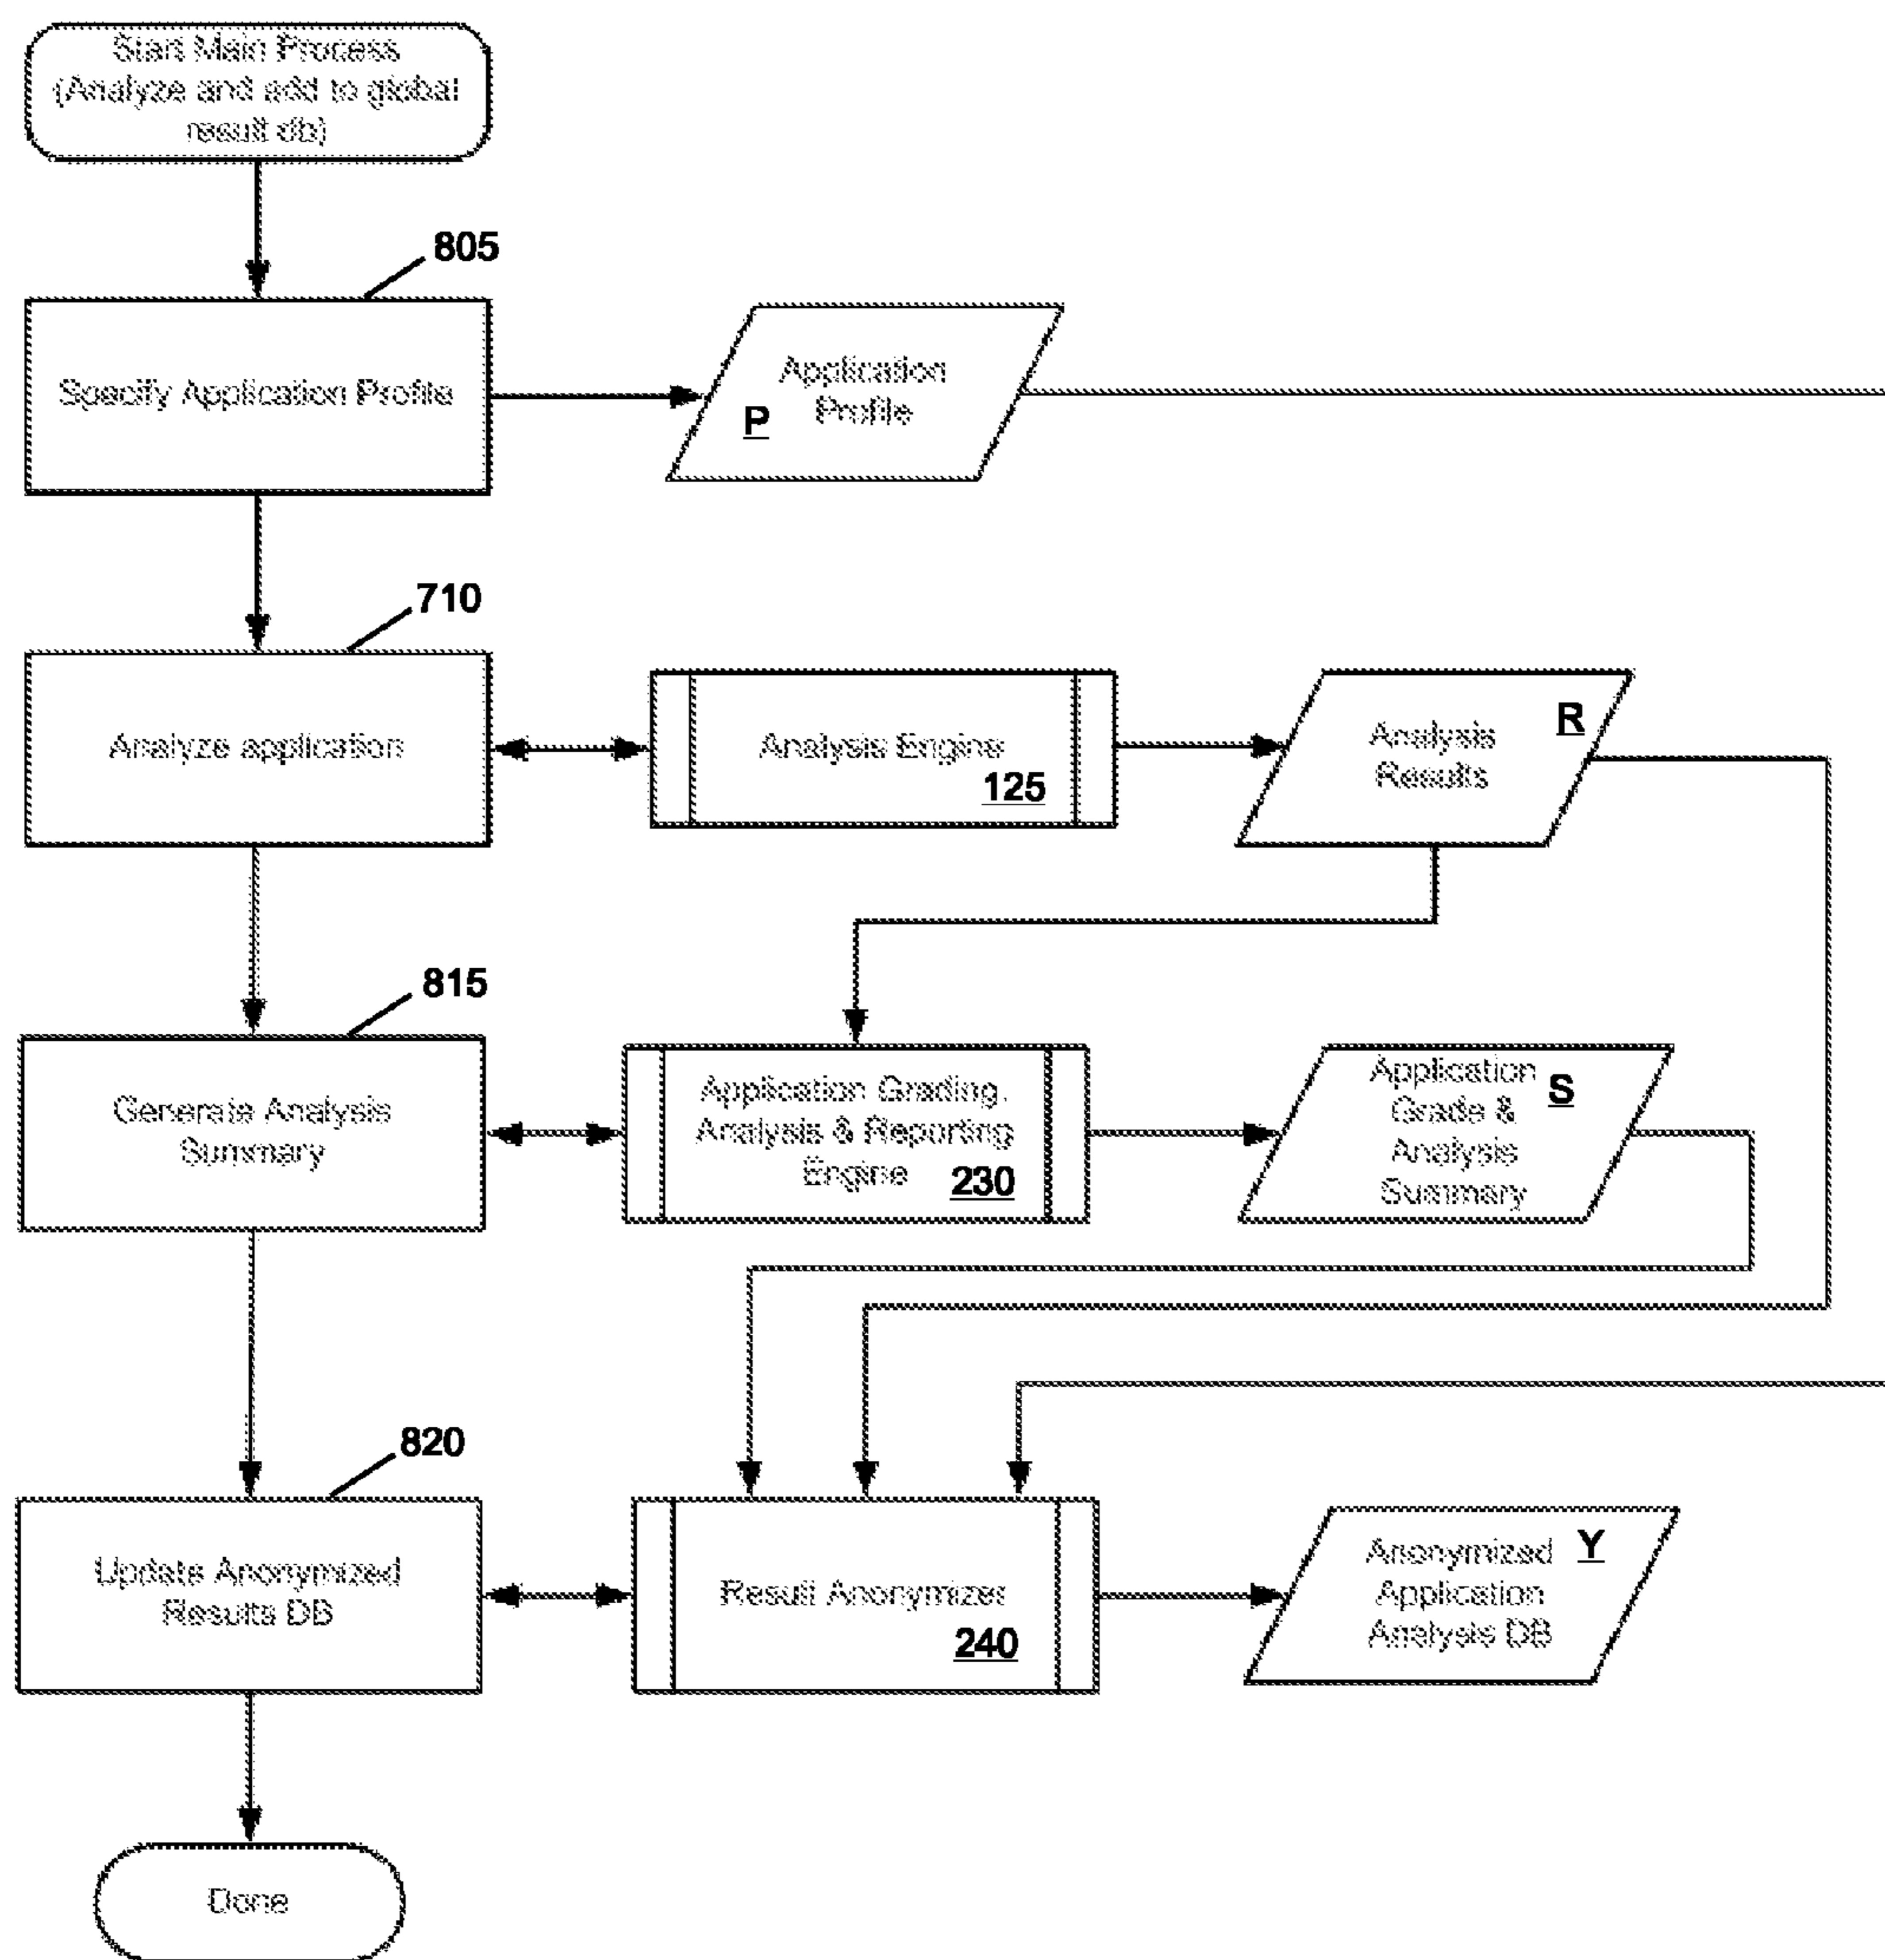 Start Main Process
(Analyze and add to global
result db)
805
Specify Application Profile
Application
Profile
P
710
Analyze application
Analysis Engine
125
Analysis
Results
R
815
Generate Analysis
Summary
Application Grading,
Analysis & Reporting
Engine
230
Application
Grade &
Analysis
Summary
S
820
Update Anonymized
Results DB
Result Anonymizer
240
Anonymized
Application
Analysis DB
Y
Done